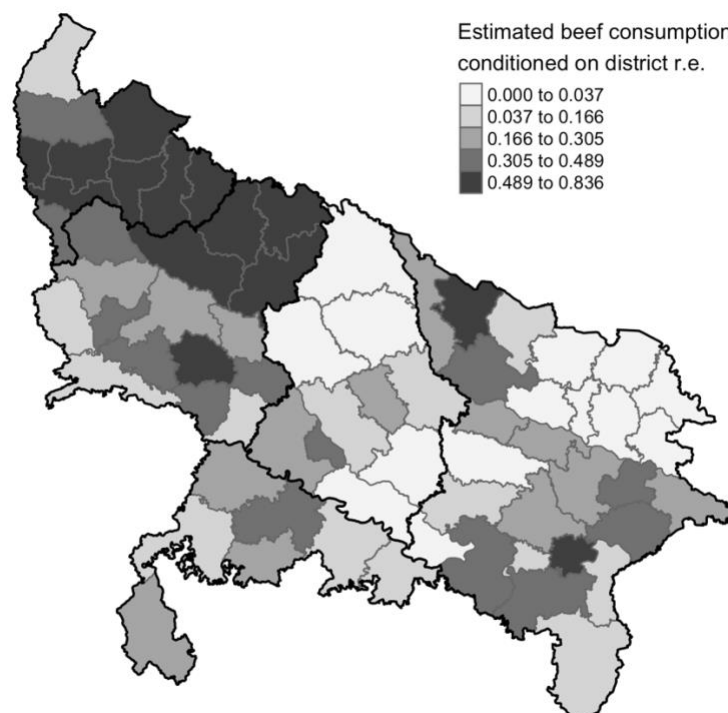 Estimated beef consumption
conditioned on district r.e.
0.000 to 0.037
0.037 to 0.166
0.166 to 0.305
0.305 to 0.489
0.489 to 0.836